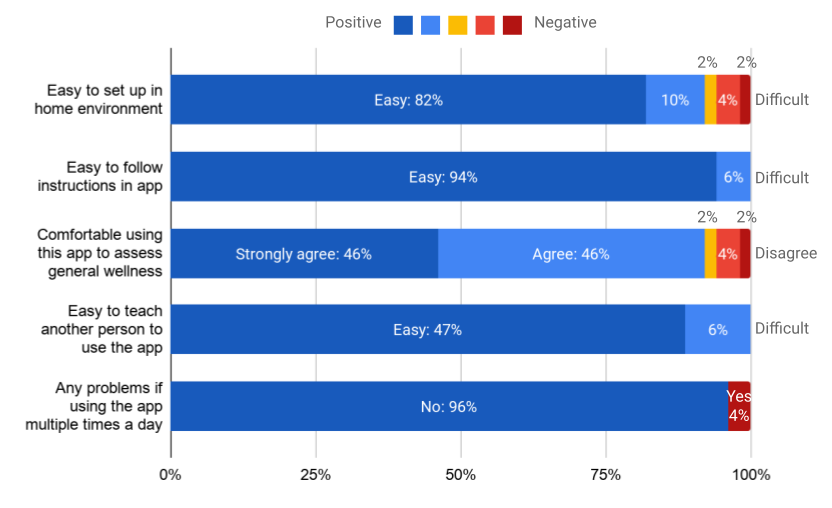 Positive Negative
2% 2%
Easy to set up in
home environment
Easy: 82% 10% 4% Difficult
Easy to follow
instructions in app
Easy: 94% 6% Difficult
2% 2%
Comfortable using
this app to assess
general wellness
Strongly agree: 46% Agree: 46% 4% Disagree
Easy to teach
another person to
use the app
Easy: 47% 6% Difficult
Any problems if
using the app
multiple times a day
No: 96% Yes
4%
0% 25% 50% 75% 100%